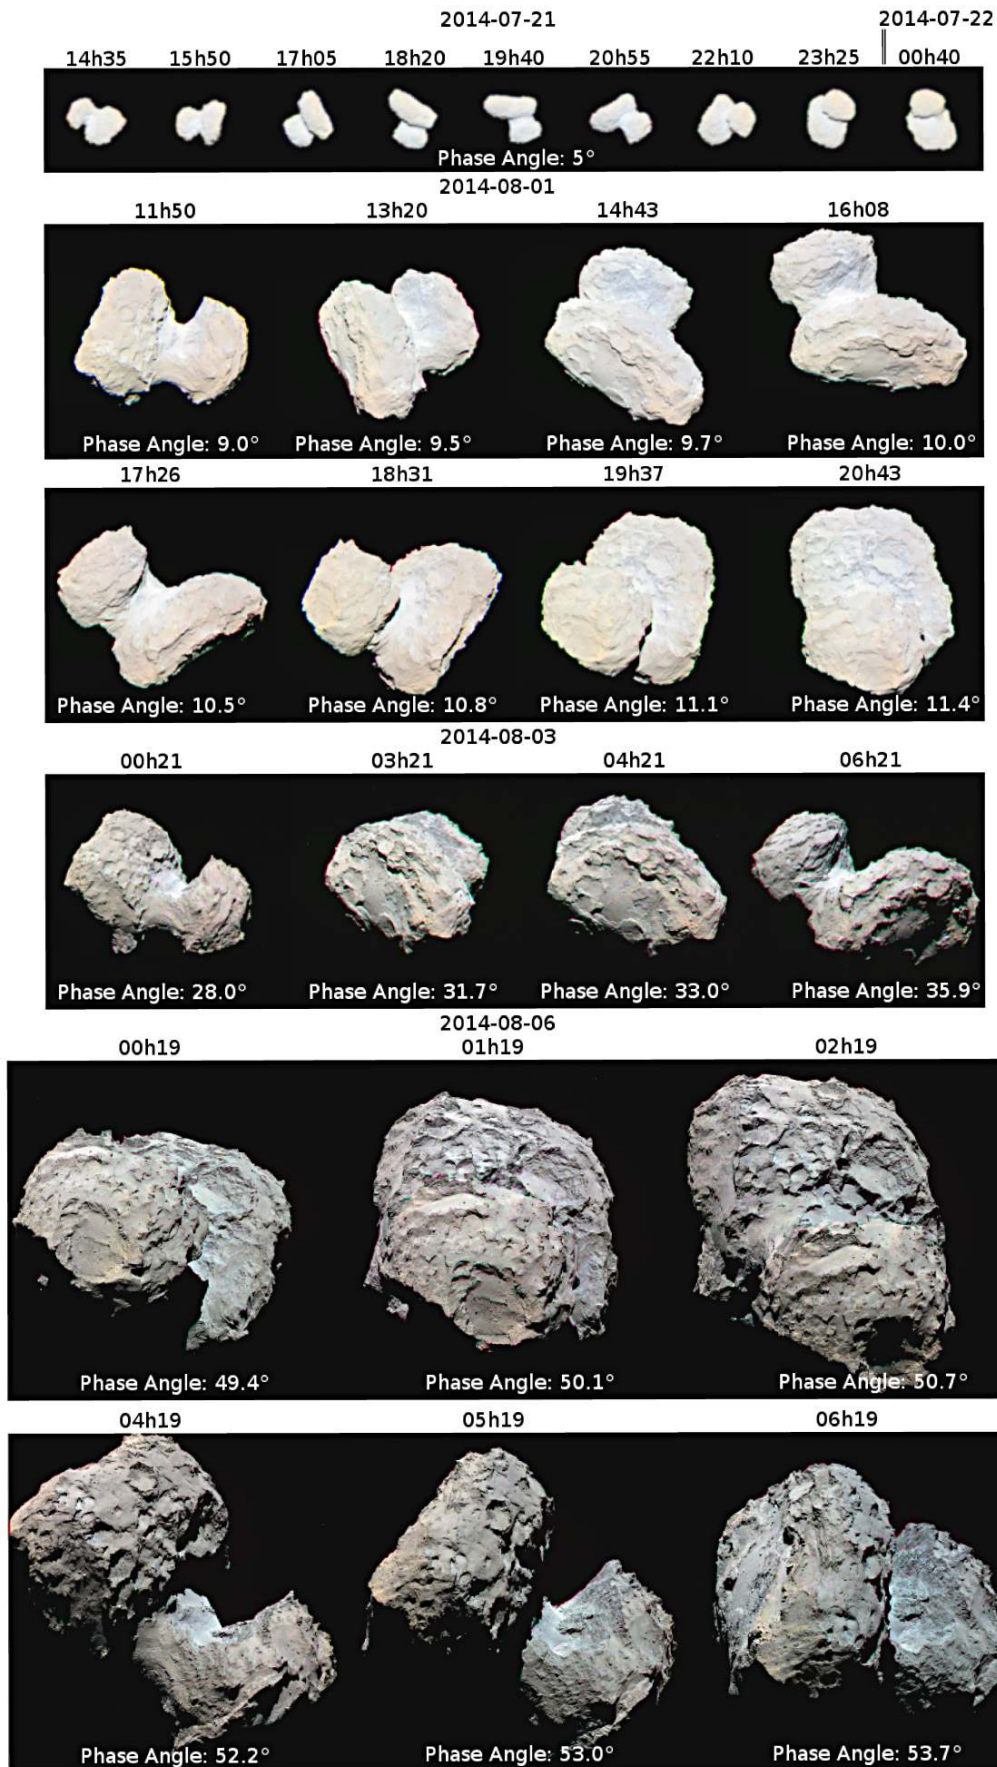 2014-07-21 2014-07-22
14h35 15h50 17h05 18h20 19h40 20h55 22h10 23h25 00h40
Phase Angle: 5°
2014-08-01
11h50 13h20 14h43 16h08
Phase Angle: 9.0° Phase Angle: 9.5° Phase Angle: 9.7° Phase Angle: 10.0°
17h26 18h31 19h37 20h43
Phase Angle: 10.5° Phase Angle: 10.8° Phase Angle: 11.1° Phase Angle: 11.4°
2014-08-03
00h21 03h21 04h21 06h21
Phase Angle: 28.0° Phase Angle: 31.7° Phase Angle: 33.0° Phase Angle: 35.9°
2014-08-06
00h19 01h19 02h19
Phase Angle: 49.4° Phase Angle: 50.1° Phase Angle: 50.7°
04h19 05h19 06h19
Phase Angle: 52.2° Phase Angle: 53.0° Phase Angle: 53.7°